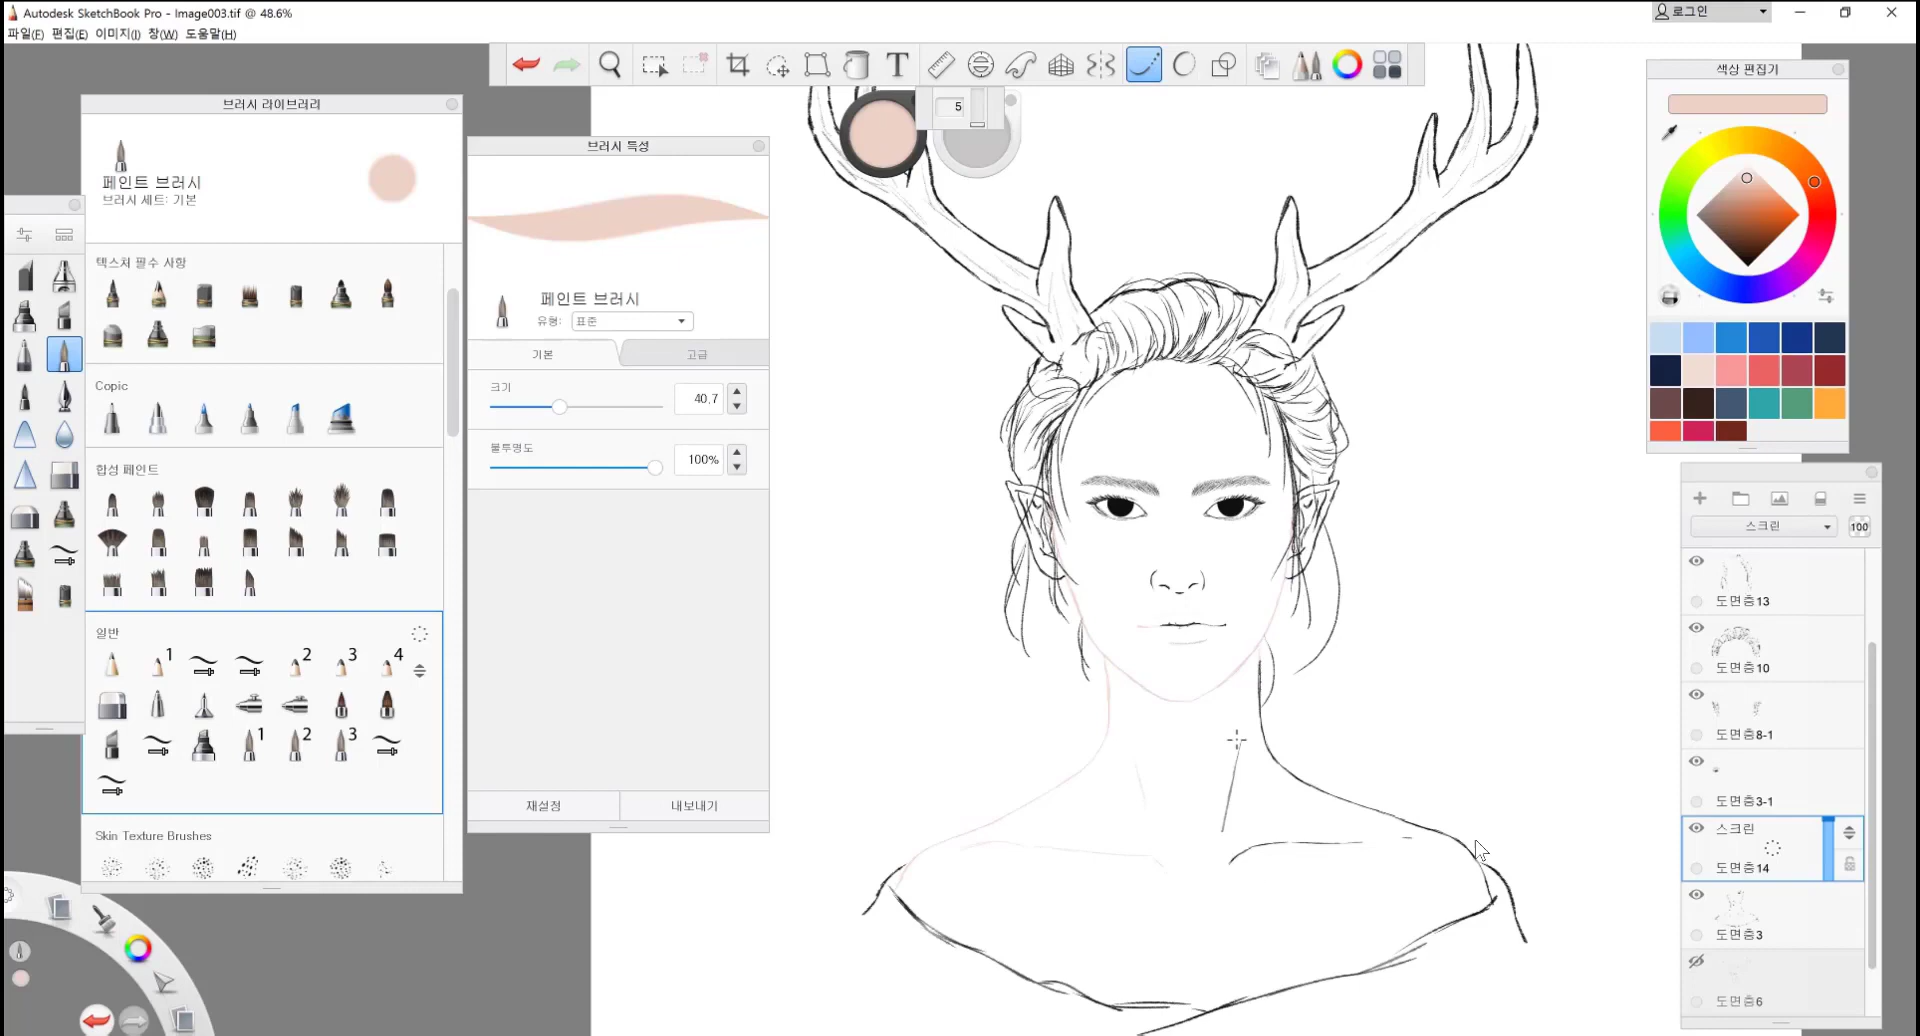 Autodesk SketchBook Pro - Image003.tif @ 48.6%
로그인
파일(F) 편집(E) 이미지(I) 창(W) 도움말(H)
T
5
브러시 라이브러리
페인트 브러시
브러시 세트: 기본
텍스처 필수 사항
Copic
합성 페인트
일반
1 2 3 4
1 2 3
Skin Texture Brushes
브러시 특성
페인트 브러시
유형: 표준
기본 고급
크기
40.7
불투명도
100%
재설정 내보내기
색상 편집기
스크린 100
도면층13
도면층10
도면층8-1
도면층3-1
스크린
도면층14
도면층3
도면층6